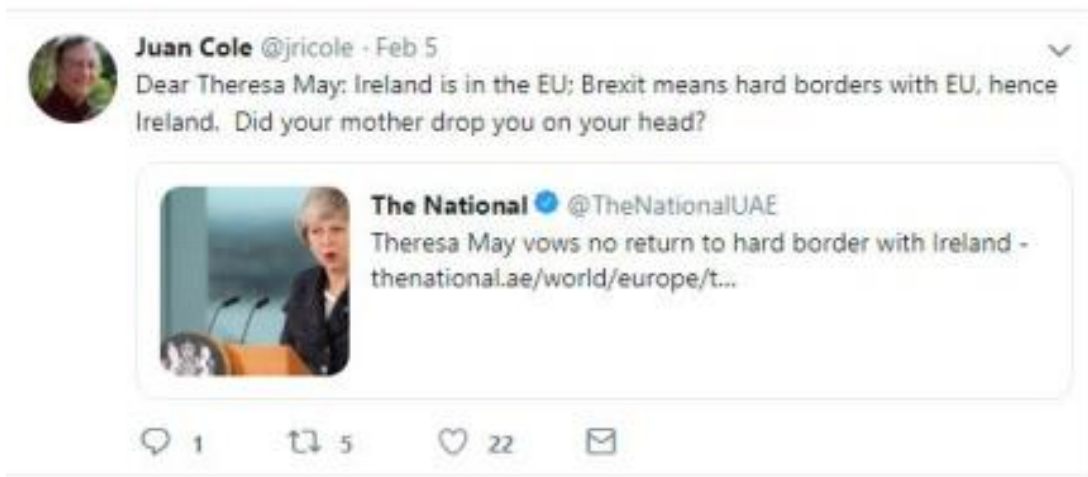 Juan Cole @jricole · Feb 5
Dear Theresa May: Ireland is in the EU; Brexit means hard borders with EU, hence
Ireland. Did your mother drop you on your head?
The National @TheNationalUAE
Theresa May vows no return to hard border with Ireland -
thenational.ae/world/europe/t...
1 5 22